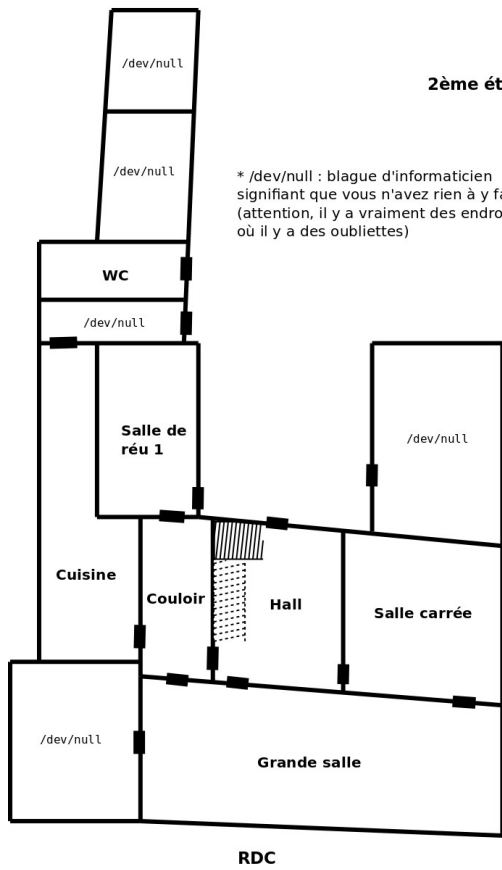 /dev/null
2ème ét
/dev/null
* /dev/null : blague d'informaticien
signifiant que vous n'avez rien à y fa
(attention, il y a vraiment des endro
où il y a des oubliettes)
WC
/dev/null
Salle de
réu 1
/dev/null
Cuisine
Couloir
Hall
Salle carrée
/dev/null
Grande salle
RDC